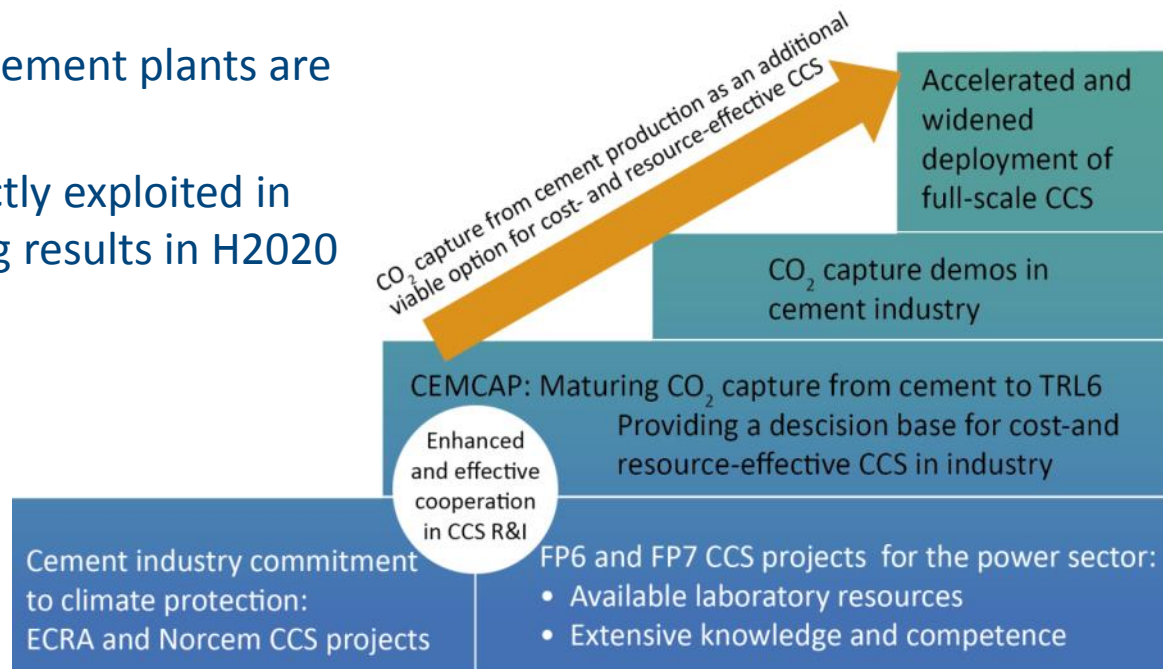 ement plants are
ctly exploited in
g results in H2020
CO₂ capture from cement production as an additional
viable option for cost- and resource-effective CCS
Accelerated and
widened
deployment of
full-scale CCS
CO₂ capture demos in
cement industry
CEMCAP: Maturing CO₂ capture from cement to TRL6
Providing a descision base for cost-and
resource-effective CCS in industry
Enhanced
and effective
cooperation
in CCS R&I
Cement industry commitment
to climate protection:
ECRA and Norcem CCS projects
FP6 and FP7 CCS projects for the power sector:
• Available laboratory resources
• Extensive knowledge and competence